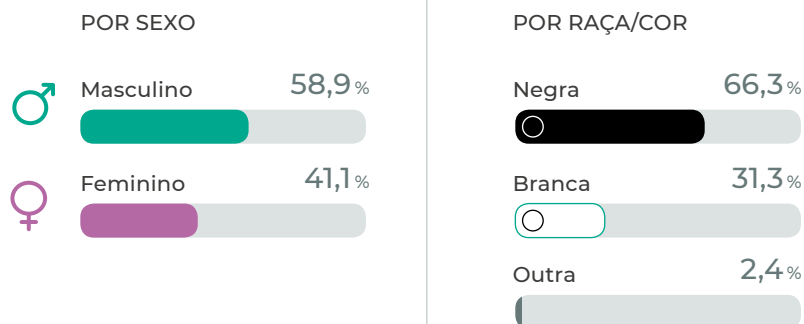 POR SEXO
Masculino 58,9%
Feminino 41,1%
POR RAÇA/COR
Negra 66,3%
Branca 31,3%
Outra 2,4%